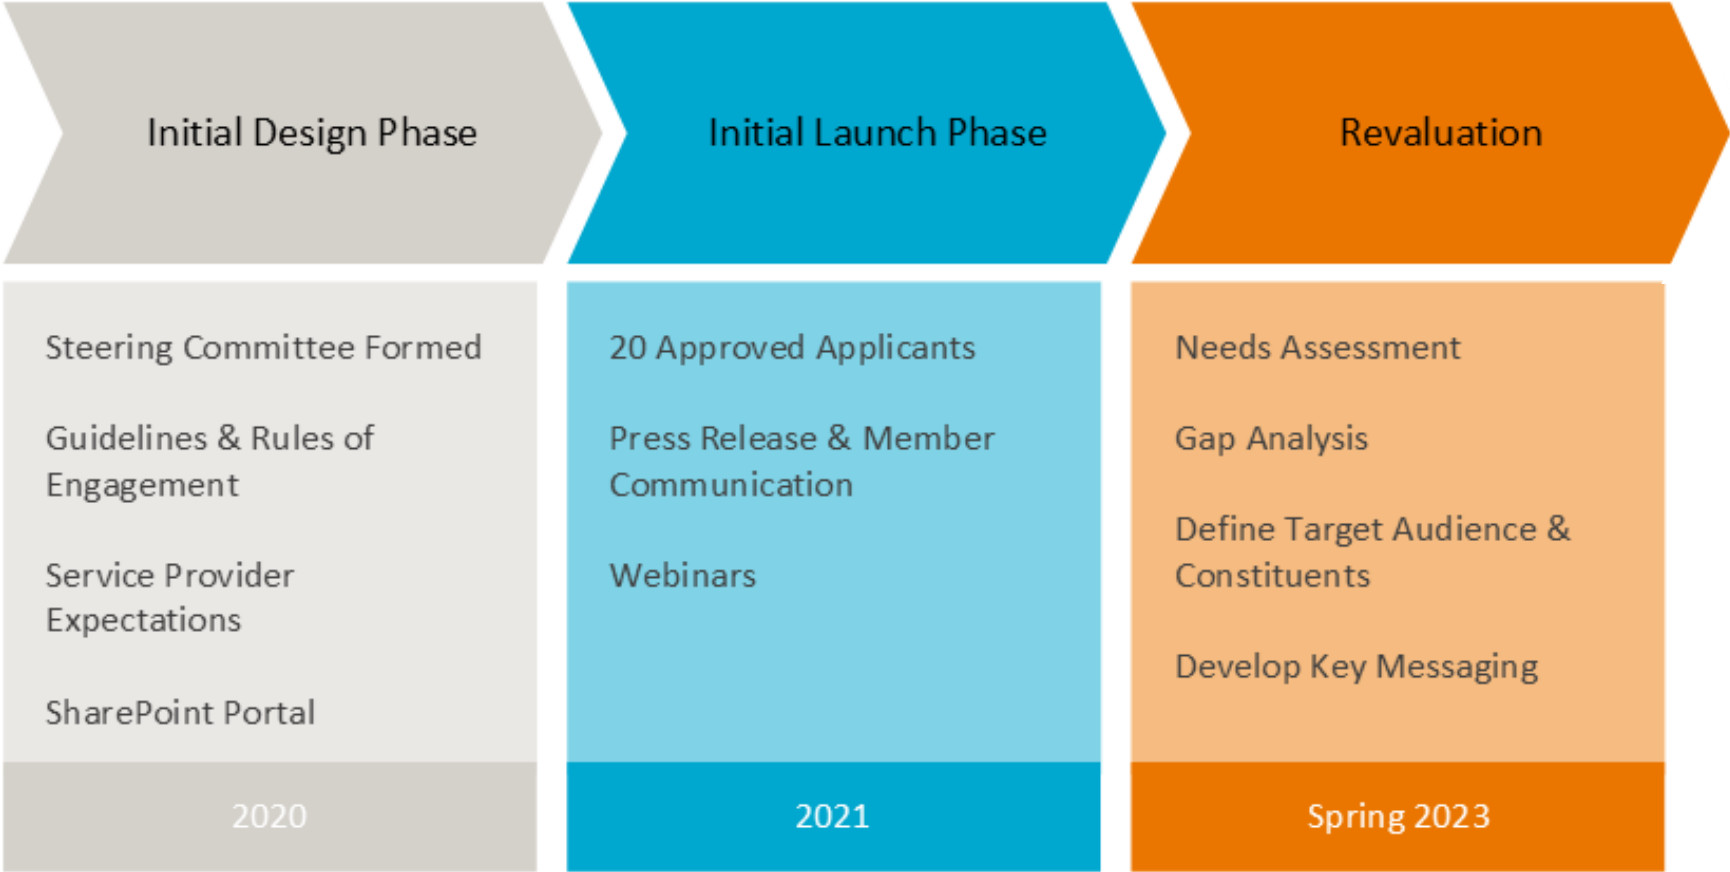 Initial Design Phase
Initial Launch Phase
Revaluation
Steering Committee Formed
Guidelines & Rules of
Engagement
Service Provider
Expectations
SharePoint Portal
2020
20 Approved Applicants
Press Release & Member
Communication
Webinars
2021
Needs Assessment
Gap Analysis
Define Target Audience &
Constituents
Develop Key Messaging
Spring 2023